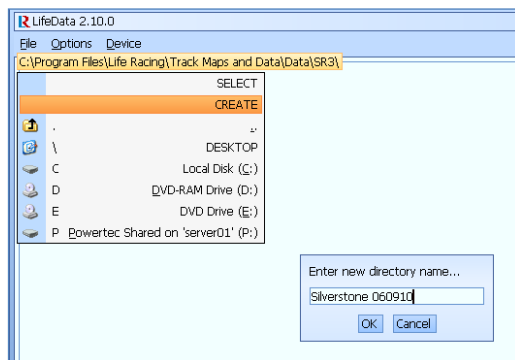 LifeData 2.10.0
File Options Device
C:\Program Files\Life Racing\Track Maps and Data\Data\SR3\
SELECT
CREATE
. ..
\ DESKTOP
C Local Disk (C:)
D DVD-RAM Drive (D:)
E DVD Drive (E:)
P Powertec Shared on 'server01' (P:)
Enter new directory name...
Silverstone 060910
OK Cancel